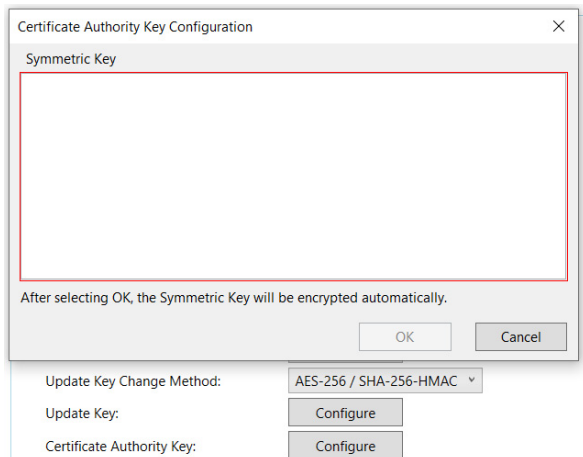 Certificate Authority Key Configuration
Symmetric Key
After selecting OK, the Symmetric Key will be encrypted automatically.
OK Cancel
Update Key Change Method: AES-256 / SHA-256-HMAC
Update Key: Configure
Certificate Authority Key: Configure